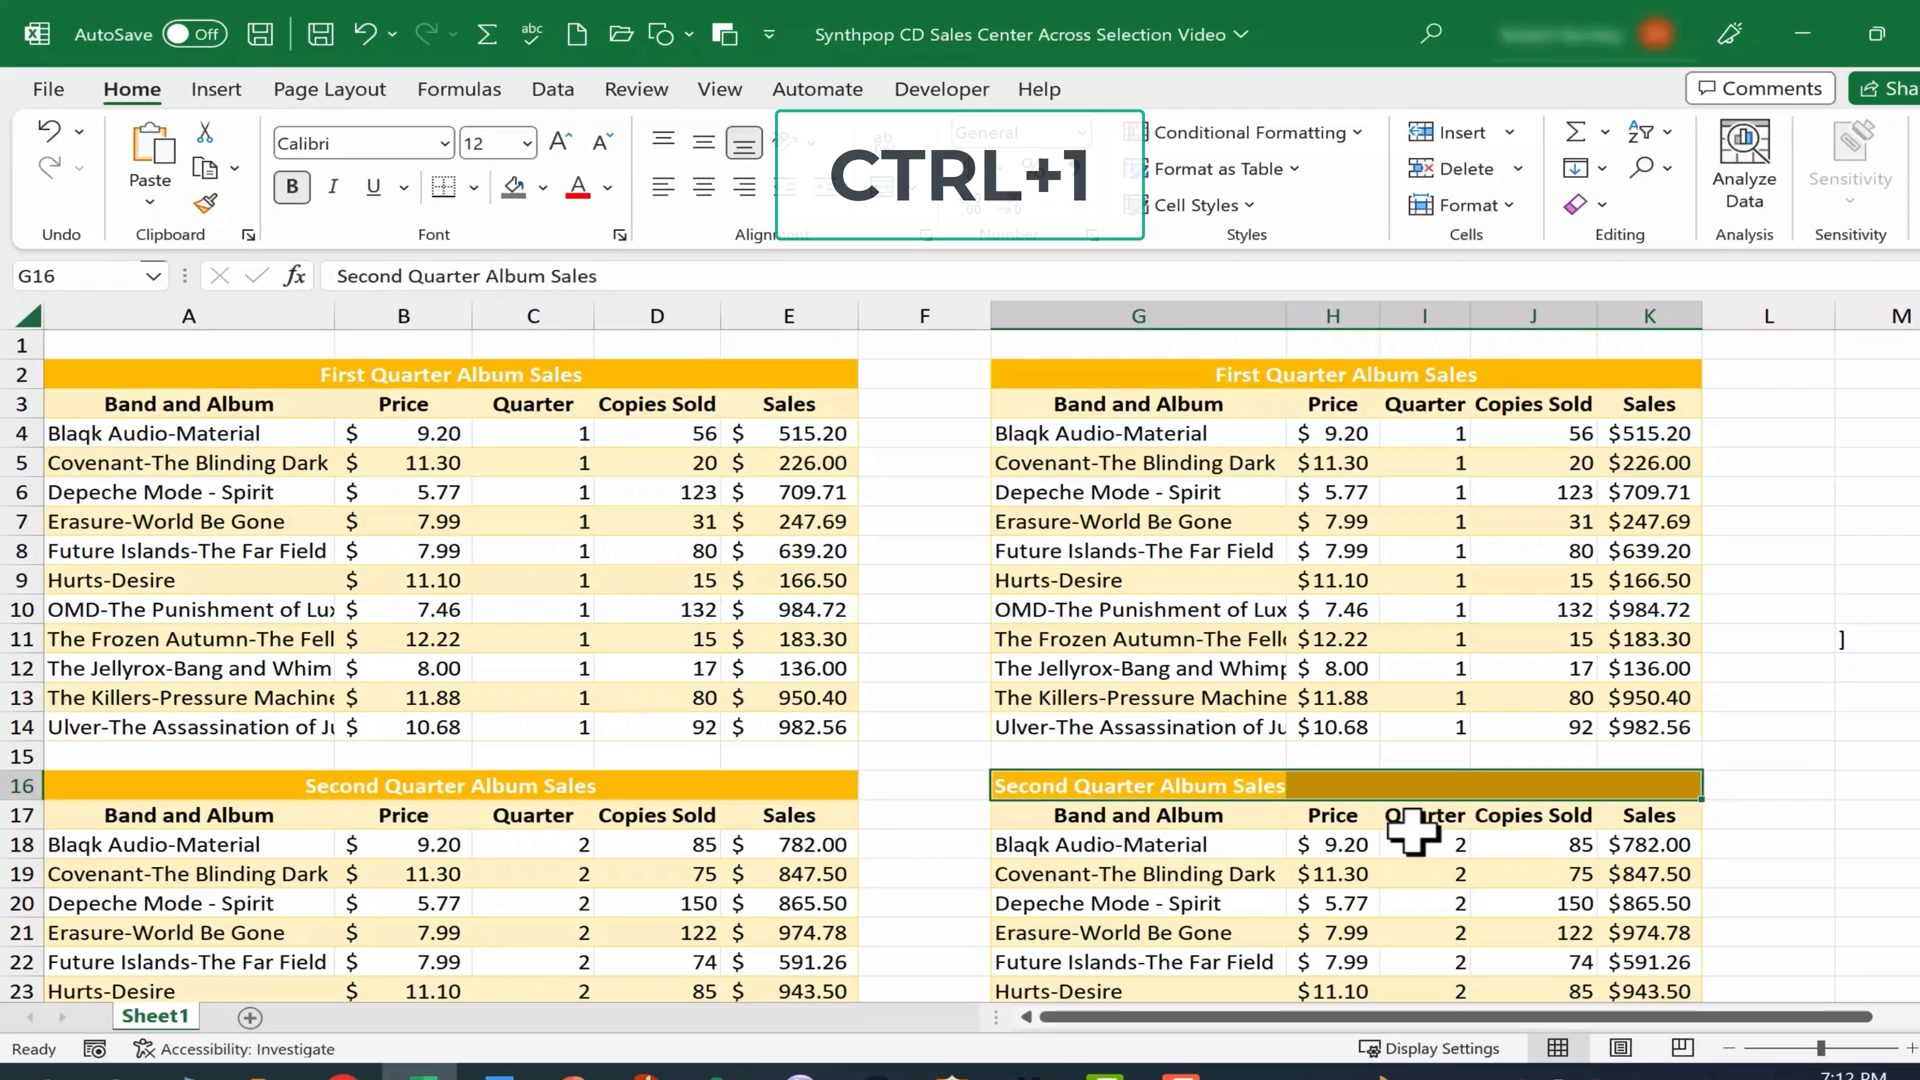 AutoSave Off abc Synthpop CD Sales Center Across Selection Video
File Home Insert Page Layout Formulas Data Review View Automate Developer Help Comments Sha
CTRL+1
Paste Calibri 12 A A General Conditional Formatting Insert Analyze Data Sensitivity
B I U A Format as Table Delete
Cell Styles Format
Undo Clipboard Font Alignment Number Styles Cells Editing Analysis Sensitivity
G16 fx Second Quarter Album Sales
A B C D E F G H I J K L M
1
2 First Quarter Album Sales First Quarter Album Sales
3 Band and Album Price Quarter Copies Sold Sales Band and Album Price Quarter Copies Sold Sales
4 Blaqk Audio-Material $ 9.20 1 56 $ 515.20 Blaqk Audio-Material $ 9.20 1 56 $515.20
5 Covenant-The Blinding Dark $ 11.30 1 20 $ 226.00 Covenant-The Blinding Dark $11.30 1 20 $226.00
6 Depeche Mode - Spirit $ 5.77 1 123 $ 709.71 Depeche Mode - Spirit $ 5.77 1 123 $709.71
7 Erasure-World Be Gone $ 7.99 1 31 $ 247.69 Erasure-World Be Gone $ 7.99 1 31 $247.69
8 Future Islands-The Far Field $ 7.99 1 80 $ 639.20 Future Islands-The Far Field $ 7.99 1 80 $639.20
9 Hurts-Desire $ 11.10 1 15 $ 166.50 Hurts-Desire $11.10 1 15 $166.50
10 OMD-The Punishment of Lux $ 7.46 1 132 $ 984.72 OMD-The Punishment of Lux $ 7.46 1 132 $984.72
11 The Frozen Autumn-The Fell $ 12.22 1 15 $ 183.30 The Frozen Autumn-The Fell $12.22 1 15 $183.30 ]
12 The Jellyrox-Bang and Whim $ 8.00 1 17 $ 136.00 The Jellyrox-Bang and Whimp $ 8.00 1 17 $136.00
13 The Killers-Pressure Machine $ 11.88 1 80 $ 950.40 The Killers-Pressure Machine $11.88 1 80 $950.40
14 Ulver-The Assassination of Ju $ 10.68 1 92 $ 982.56 Ulver-The Assassination of Ju $10.68 1 92 $982.56
15
16 Second Quarter Album Sales Second Quarter Album Sales
17 Band and Album Price Quarter Copies Sold Sales Band and Album Price Quarter Copies Sold Sales
18 Blaqk Audio-Material $ 9.20 2 85 $ 782.00 Blaqk Audio-Material $ 9.20 2 85 $782.00
19 Covenant-The Blinding Dark $ 11.30 2 75 $ 847.50 Covenant-The Blinding Dark $11.30 2 75 $847.50
20 Depeche Mode - Spirit $ 5.77 2 150 $ 865.50 Depeche Mode - Spirit $ 5.77 2 150 $865.50
21 Erasure-World Be Gone $ 7.99 2 122 $ 974.78 Erasure-World Be Gone $ 7.99 2 122 $974.78
22 Future Islands-The Far Field $ 7.99 2 74 $ 591.26 Future Islands-The Far Field $ 7.99 2 74 $591.26
23 Hurts-Desire $ 11.10 2 85 $ 943.50 Hurts-Desire $11.10 2 85 $943.50
Sheet1
Ready Accessibility: Investigate Display Settings
7:12 PM